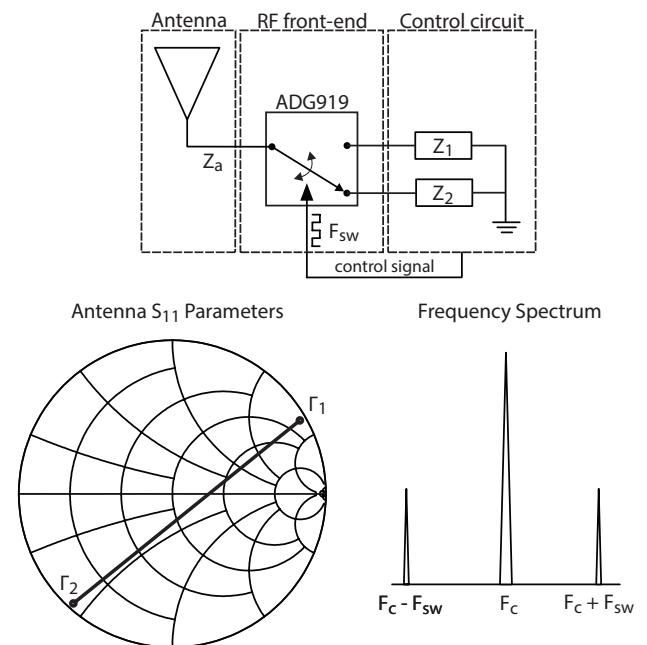 Antenna RF front-end Control circuit
ADG919
Z1
Za
Z2
Fsw
control signal
Antenna S11 Parameters
Frequency Spectrum
Γ1
Γ2
Fc - Fsw Fc Fc + Fsw